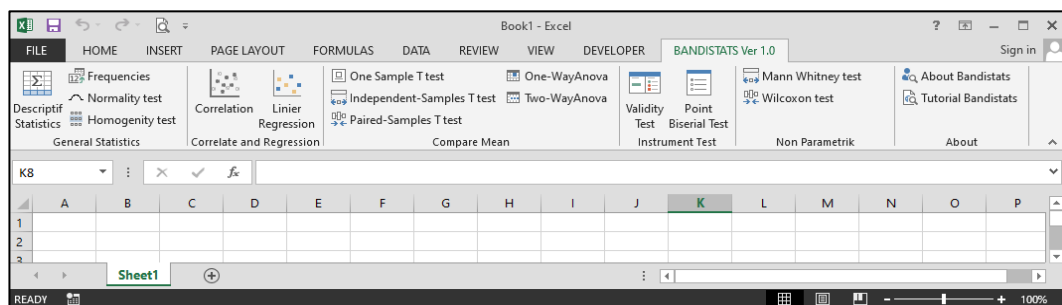 Book1 - Excel
FILE HOME INSERT PAGE LAYOUT FORMULAS DATA REVIEW VIEW DEVELOPER BANDISTATS Ver 1.0 Sign in
Descriptif Statistics
Frequencies
Normality test
Homogenity test
General Statistics
Correlation
Linier Regression
Correlate and Regression
One Sample T test
Independent-Samples T test
Paired-Samples T test
One-WayAnova
Two-WayAnova
Compare Mean
Validity Test
Point Biserial Test
Instrument Test
Mann Whitney test
Wilcoxon test
Non Parametrik
About Bandistats
Tutorial Bandistats
About
K8 fx
A B C D E F G H I J K L M N O P
1
2
3
Sheet1
READY 100%